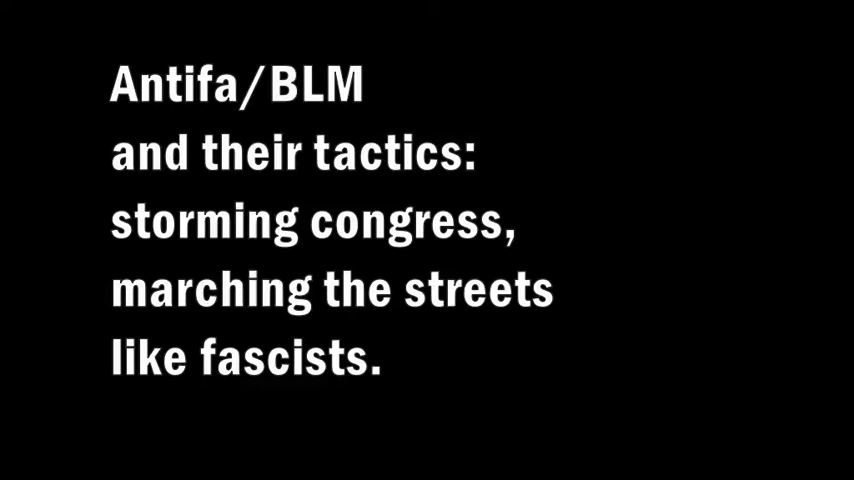 Antifa/BLM
and their tactics:
storming congress,
marching the streets
like fascists.